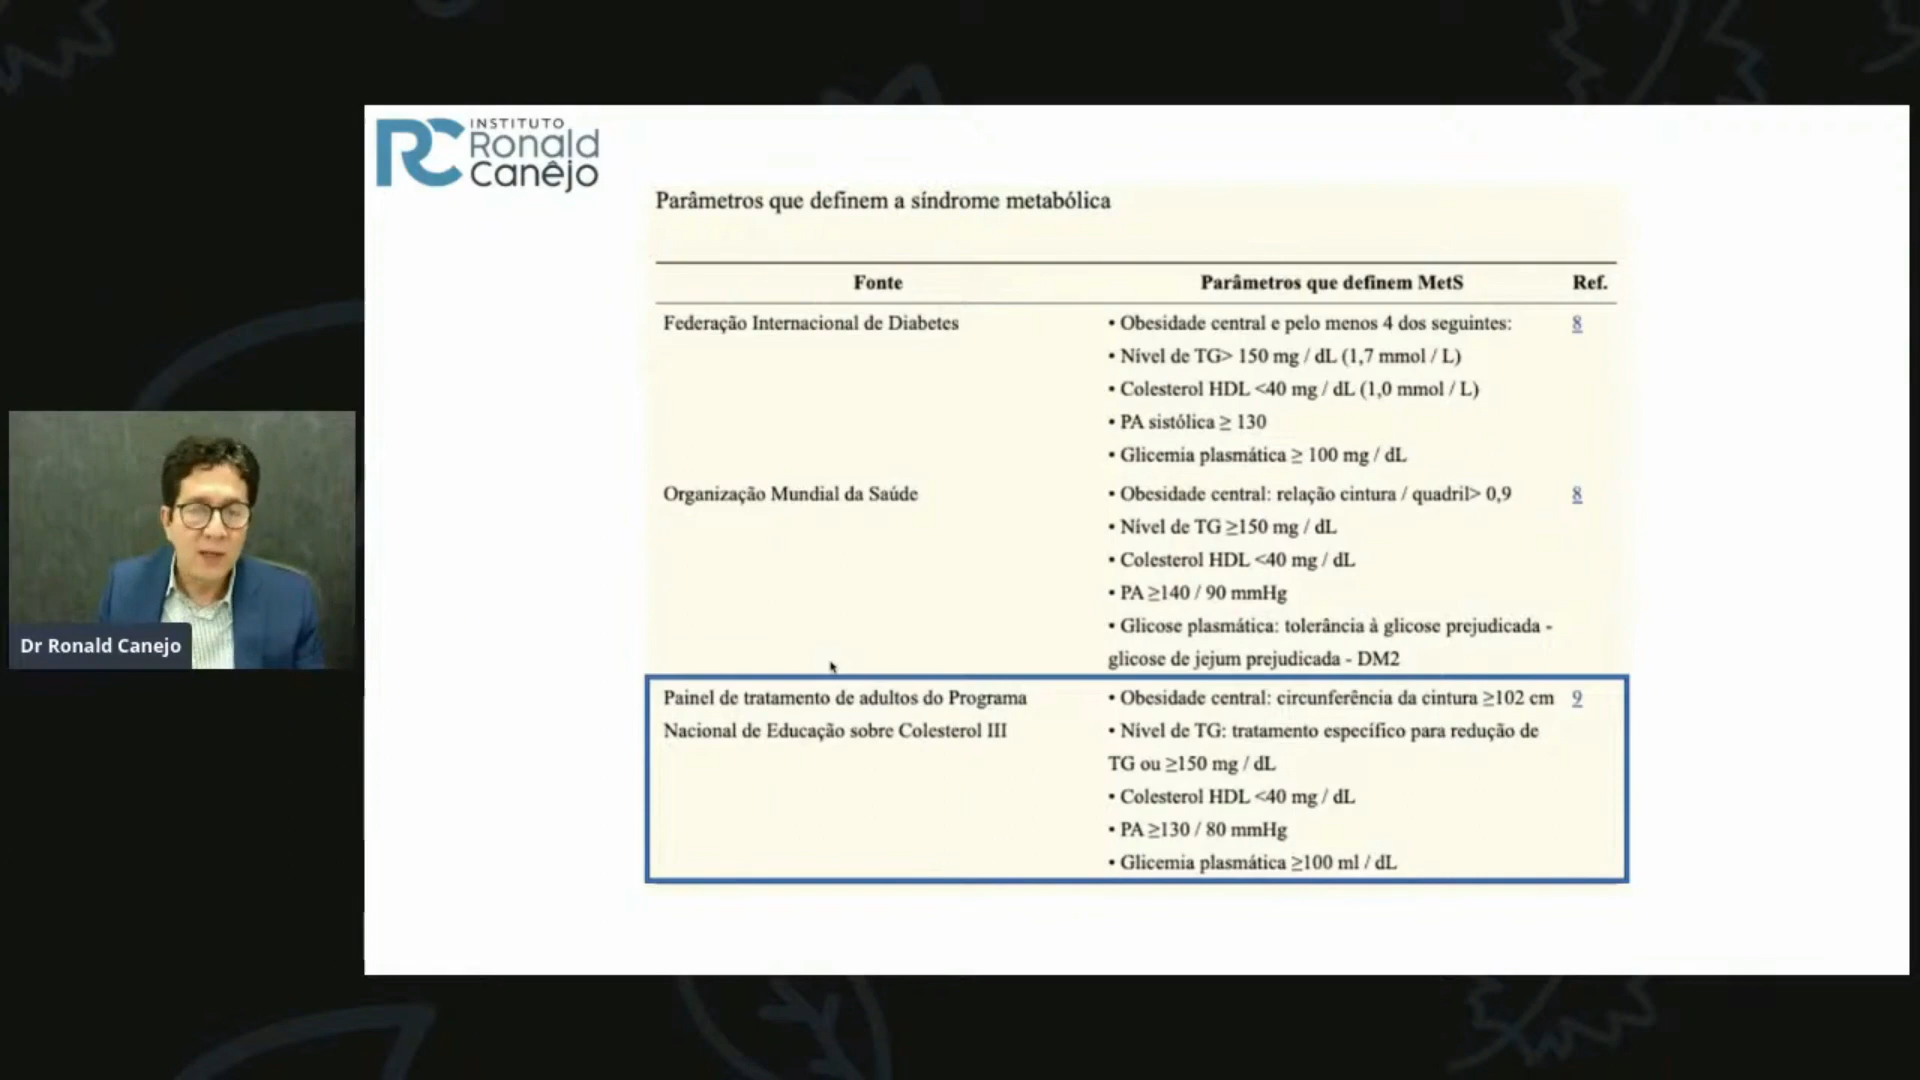 INSTITUTO
Ronald
Canêjo
RC
Parâmetros que definem a síndrome metabólica
Fonte Parâmetros que definem MetS Ref.
Federação Internacional de Diabetes • Obesidade central e pelo menos 4 dos seguintes: 8
• Nível de TG> 150 mg / dL (1,7 mmol / L)
• Colesterol HDL <40 mg / dL (1,0 mmol / L)
• PA sistólica ≥ 130
• Glicemia plasmática ≥ 100 mg / dL
Organização Mundial da Saúde • Obesidade central: relação cintura / quadril> 0,9 8
• Nível de TG ≥150 mg / dL
• Colesterol HDL <40 mg / dL
• PA ≥140 / 90 mmHg
• Glicose plasmática: tolerância à glicose prejudicada -
glicose de jejum prejudicada - DM2
Painel de tratamento de adultos do Programa • Obesidade central: circunferência da cintura ≥102 cm 9
Nacional de Educação sobre Colesterol III • Nível de TG: tratamento específico para redução de
TG ou ≥150 mg / dL
• Colesterol HDL <40 mg / dL
• PA ≥130 / 80 mmHg
• Glicemia plasmática ≥100 ml / dL
Dr Ronald Canejo